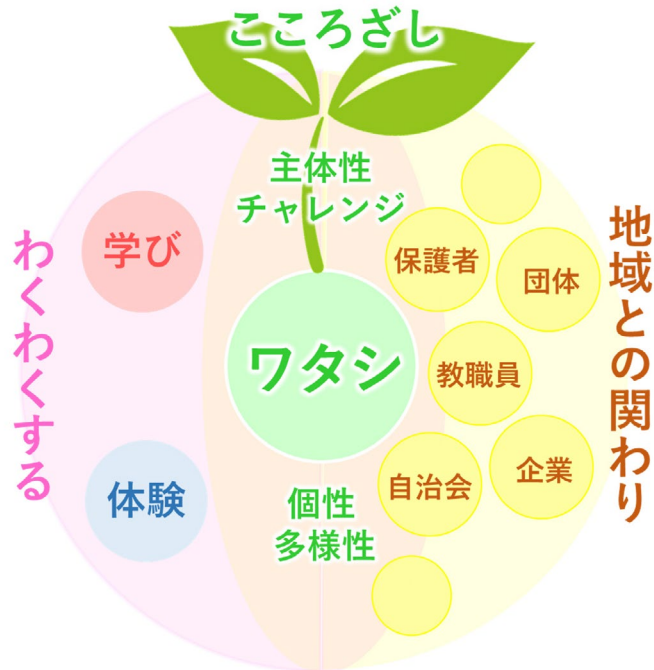 こころざし
主体性
チャレンジ
学び
わくわくする
体験
ワタシ
個性
多様性
保護者
団体
教職員
企業
自治会
地域との関わり